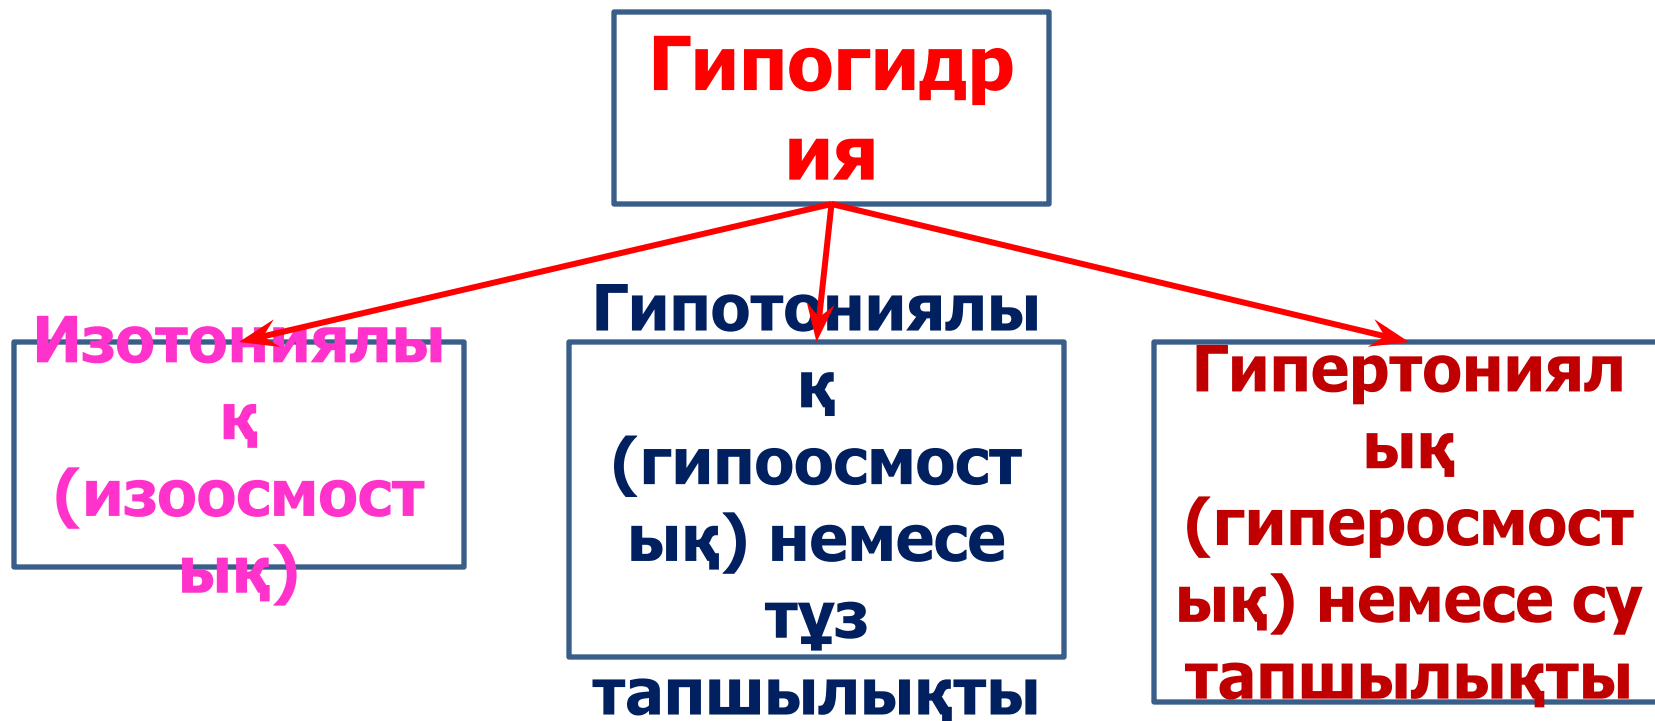 Гипогидр
ия
Изотониялы
қ
(изоосмост
ық)
Гипотониялы
қ
(гипоосмост
ық) немесе
тұз
тапшылықты
Гипертониял
ық
(гиперосмост
ық) немесе су
тапшылықты